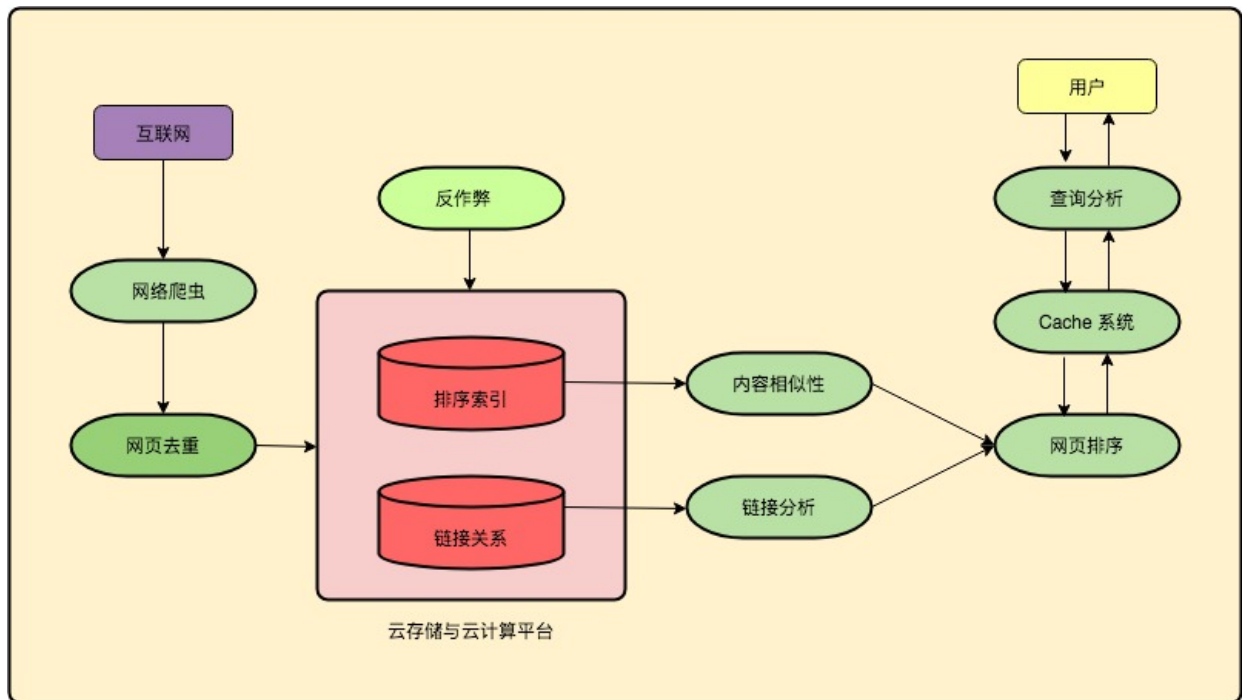 用户
互联网
反作弊
查询分析
网络爬虫
Cache 系统
排序索引
内容相似性
网页去重
网页排序
链接关系
链接分析
云存储与云计算平台